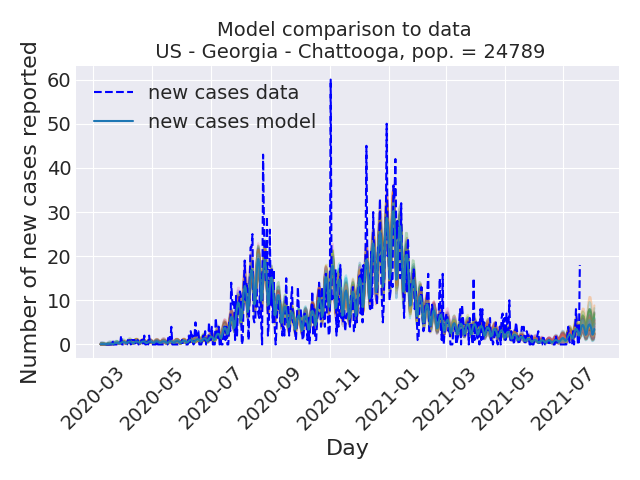 Model comparison to data
US - Georgia - Chattooga, pop. = 24789
Number of new cases reported
60
50
40
30
20
10
0
new cases data
new cases model
2020-03
2020-05
2020-07
2020-09
2020-11
2021-01
2021-03
2021-05
2021-07
Day